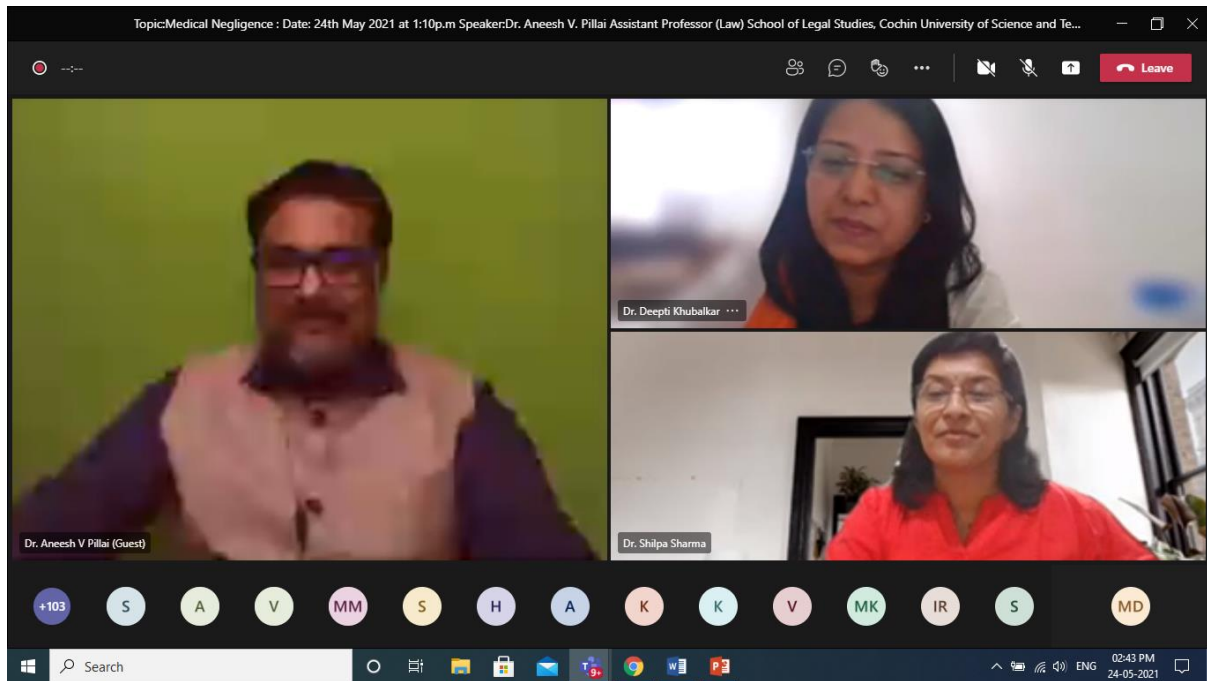 Topic:Medical Negligence : Date: 24th May 2021 at 1:10p.m Speaker:Dr. Aneesh V. Pillai Assistant Professor (Law) School of Legal Studies, Cochin University of Science and Te...
--:--
Leave
Dr. Deepti Khubalkar ...
Dr. Aneesh V Pillai (Guest)
Dr. Shilpa Sharma
+103 S A V MM S H A K K V MK IR S MD
Search
9+
ENG
02:43 PM
24-05-2021